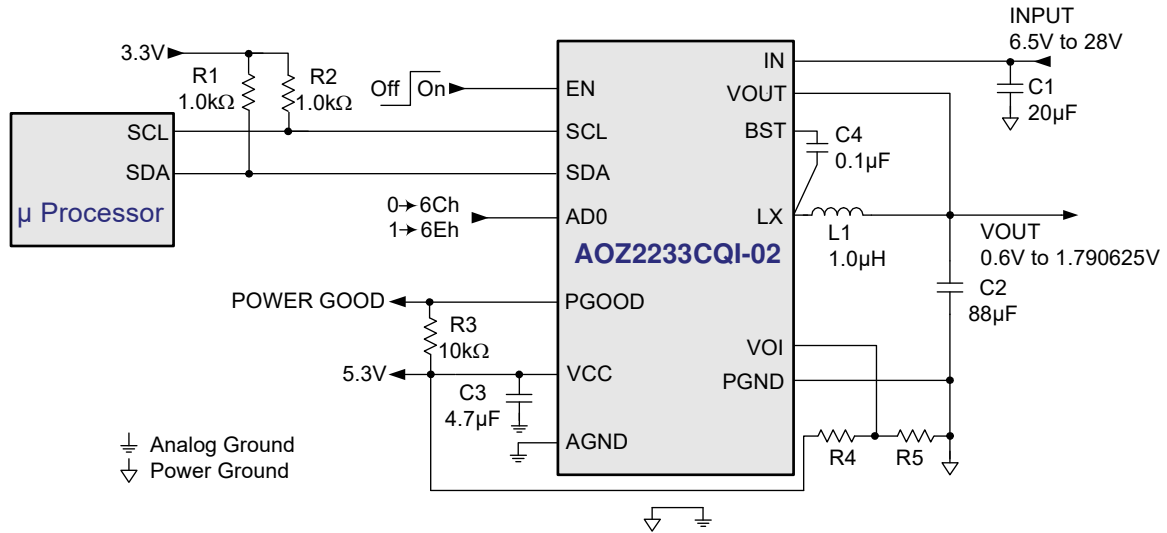 3.3V
R1
1.0kΩ
R2
1.0kΩ
Off
On
INPUT
6.5V to 28V
C1
20µF
SCL
SDA
µ Processor
EN
SCL
SDA
AD0
0→6Ch
1→6Eh
PGOOD
VCC
AGND
IN
VOUT
BST
LX
VOI
PGND
AOZ2233CQI-02
C4
0.1µF
L1
1.0µH
VOUT
0.6V to 1.790625V
C2
88µF
POWER GOOD
R3
10kΩ
5.3V
C3
4.7µF
R4
R5
Analog Ground
Power Ground